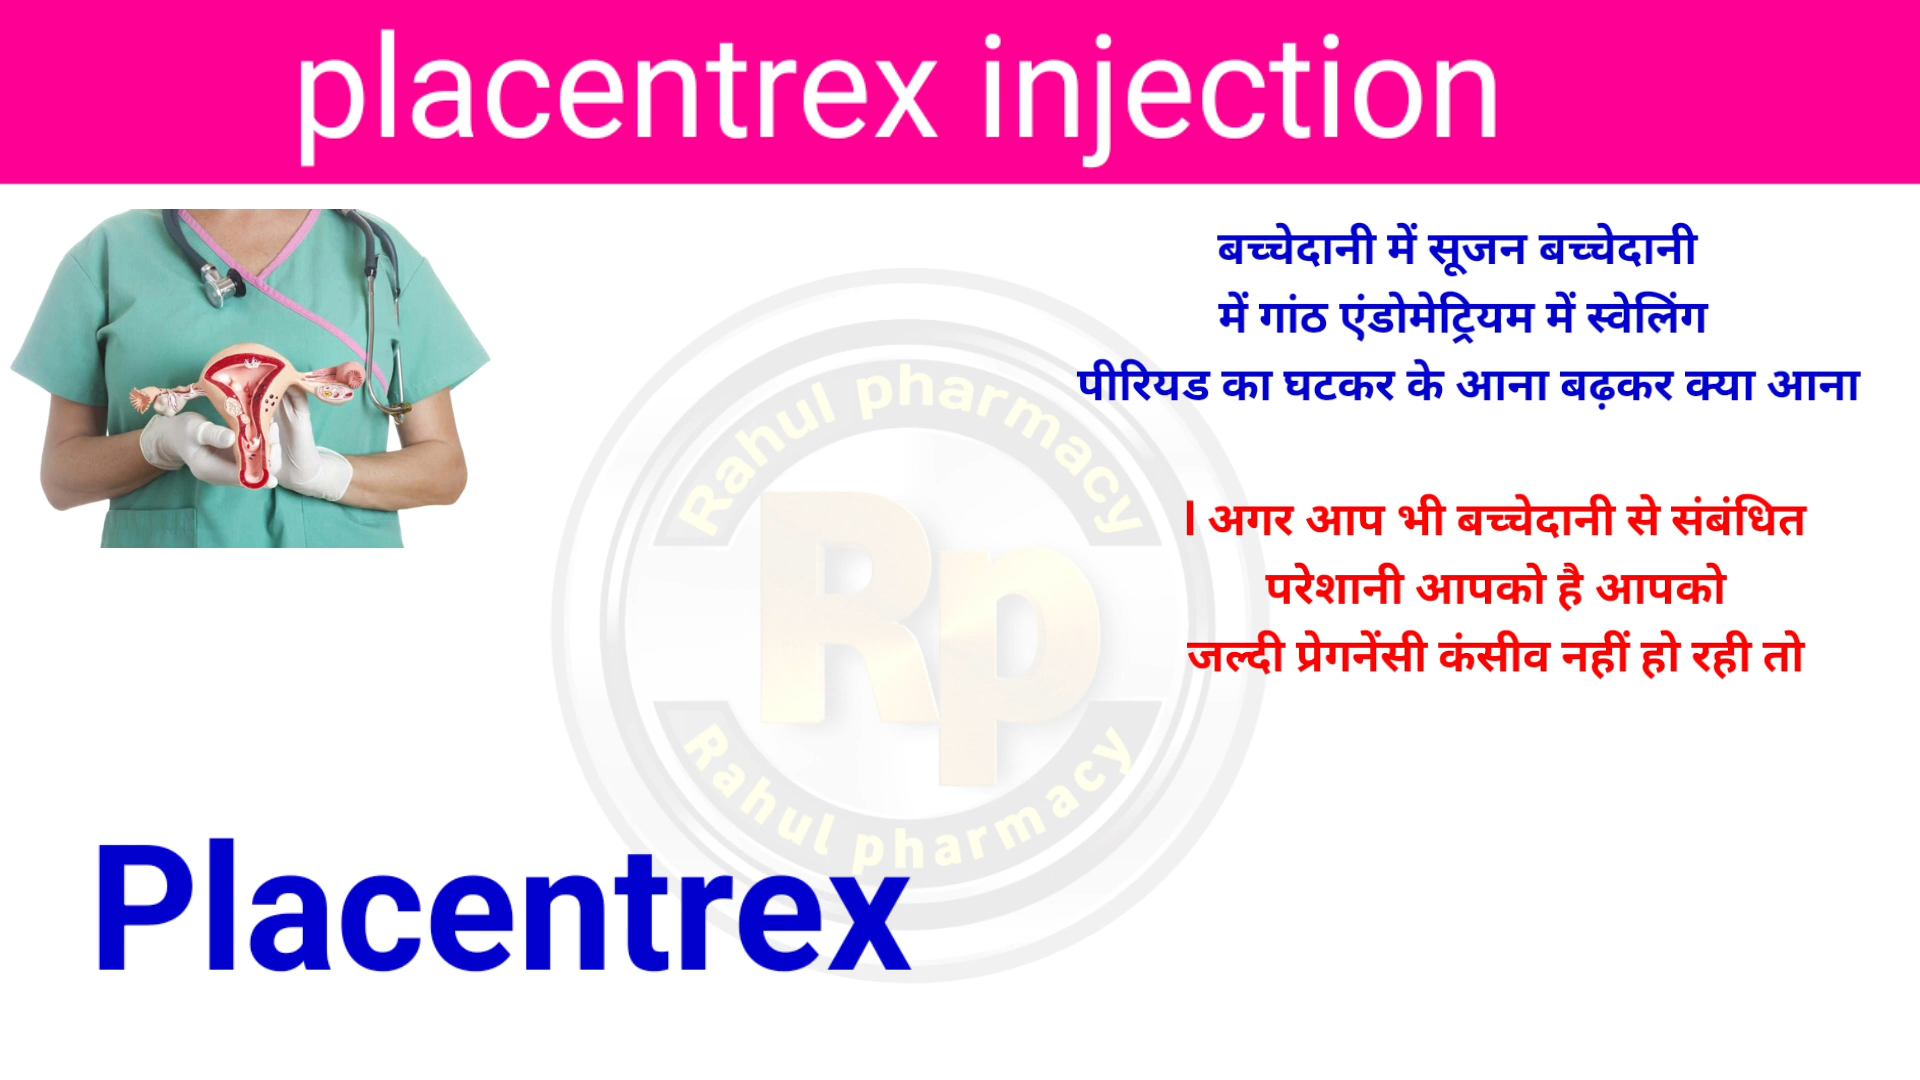 placentrex injection
बच्चेदानी में सूजन बच्चेदानी
में गांठ एंडोमेट्रियम में स्वेलिंग
पीरियड का घटकर के आना बढ़कर क्या आना
। अगर आप भी बच्चेदानी से संबंधित
परेशानी आपको है आपको
जल्दी प्रेगनेंसी कंसीव नहीं हो रही तो
Rahul pharmacy
Rp
Rahul pharmacy
Placentrex